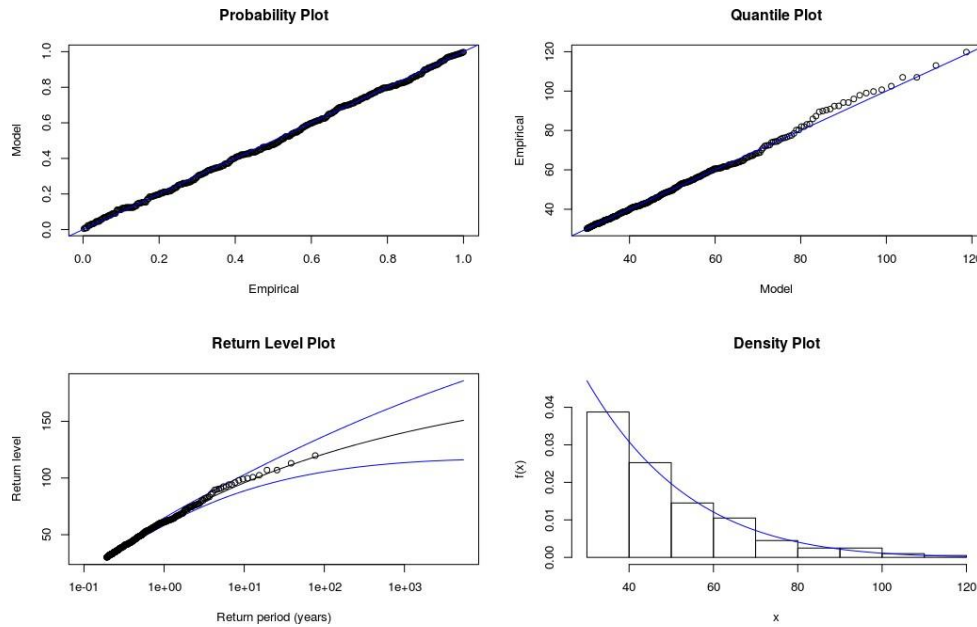 Probability Plot
Model
0.0 0.2 0.4 0.6 0.8 1.0
0.0 0.2 0.4 0.6 0.8 1.0
Empirical
Quantile Plot
Empirical
40 60 80 100 120
40 60 80 100 120
Model
Return Level Plot
Return level
50 100 150
1e-01 1e+00 1e+01 1e+02 1e+03
Return period (years)
Density Plot
f(x)
0.00 0.01 0.02 0.03 0.04
40 60 80 100 120
x